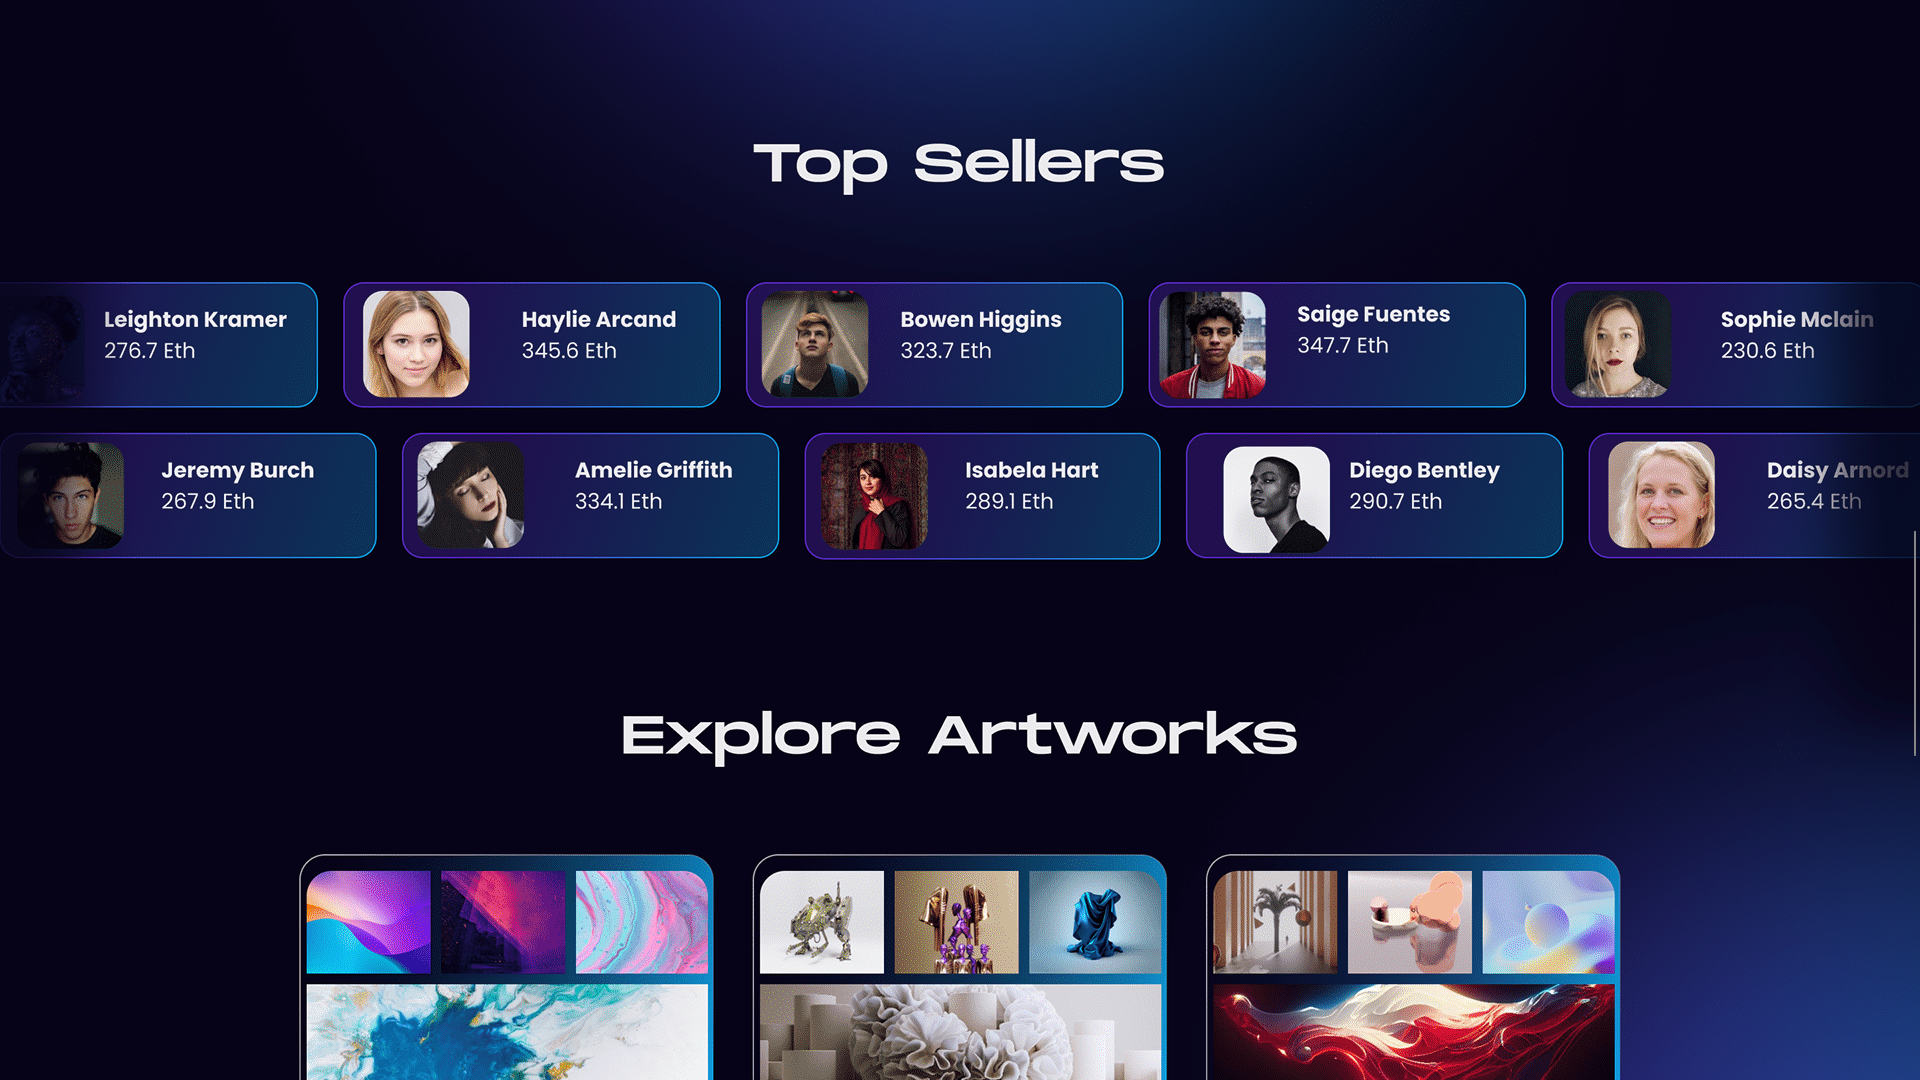 Top Sellers
Leighton Kramer
276.7 Eth
Haylie Arcand
345.6 Eth
Bowen Higgins
323.7 Eth
Saige Fuentes
347.7 Eth
Sophie Mclain
230.6 Eth
Jeremy Burch
267.9 Eth
Amelie Griffith
334.1 Eth
Isabela Hart
289.1 Eth
Diego Bentley
290.7 Eth
Daisy Arnord
265.4 Eth
Explore Artworks